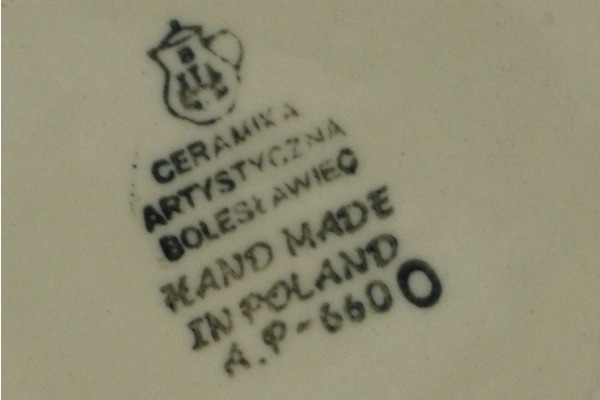 B
CERAMIKA
ARTYSTYCZNA
BOLESŁAWIEC
HAND MADE
IN POLAND
A.P-660 O